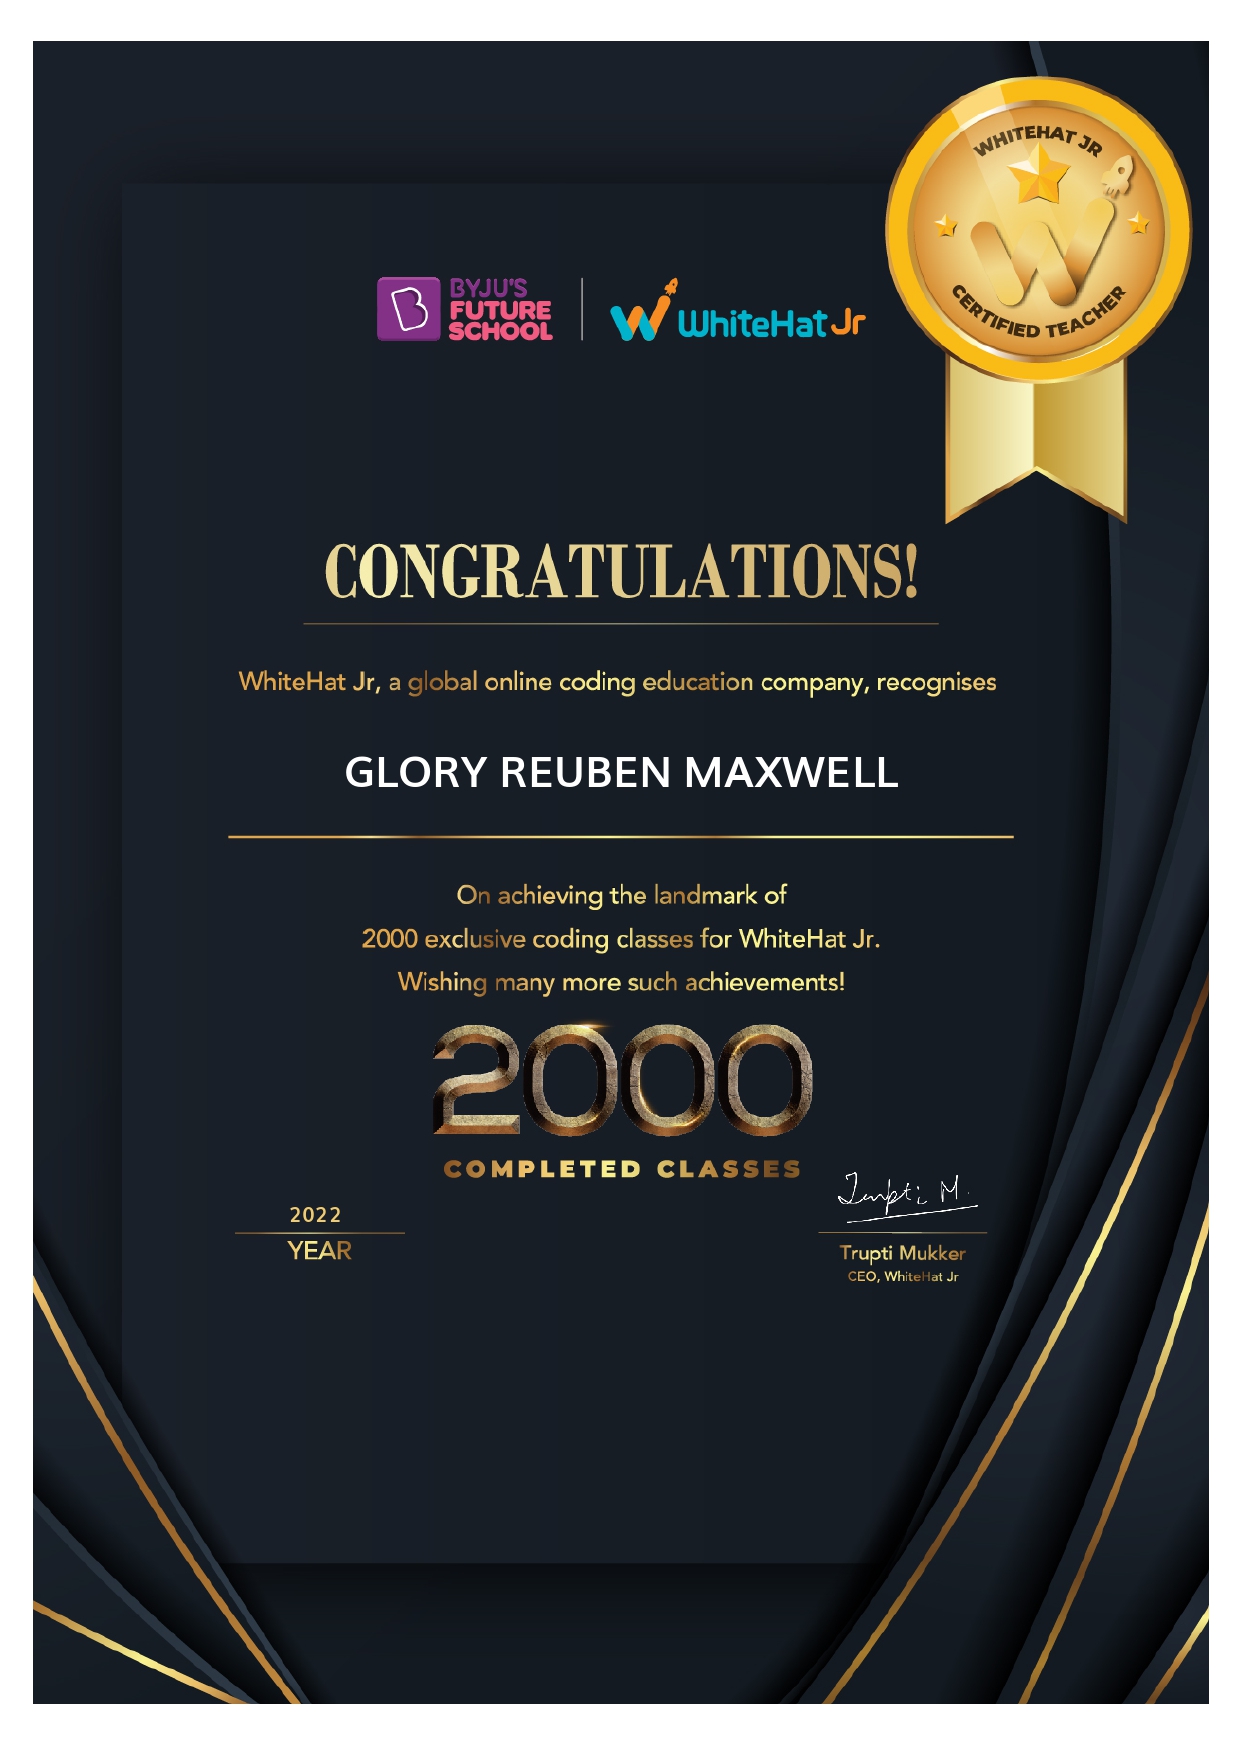 WHITEHAT JR
W
CERTIFIED TEACHER
B
BYJU'S
FUTURE
SCHOOL
WhiteHat Jr
CONGRATULATIONS!
WhiteHat Jr, a global online coding education company, recognises
GLORY REUBEN MAXWELL
On achieving the landmark of
2000 exclusive coding classes for WhiteHat Jr.
Wishing many more such achievements!
2000
COMPLETED CLASSES
2022
YEAR
Trupti M.
Trupti Mukker
CEO, WhiteHat Jr